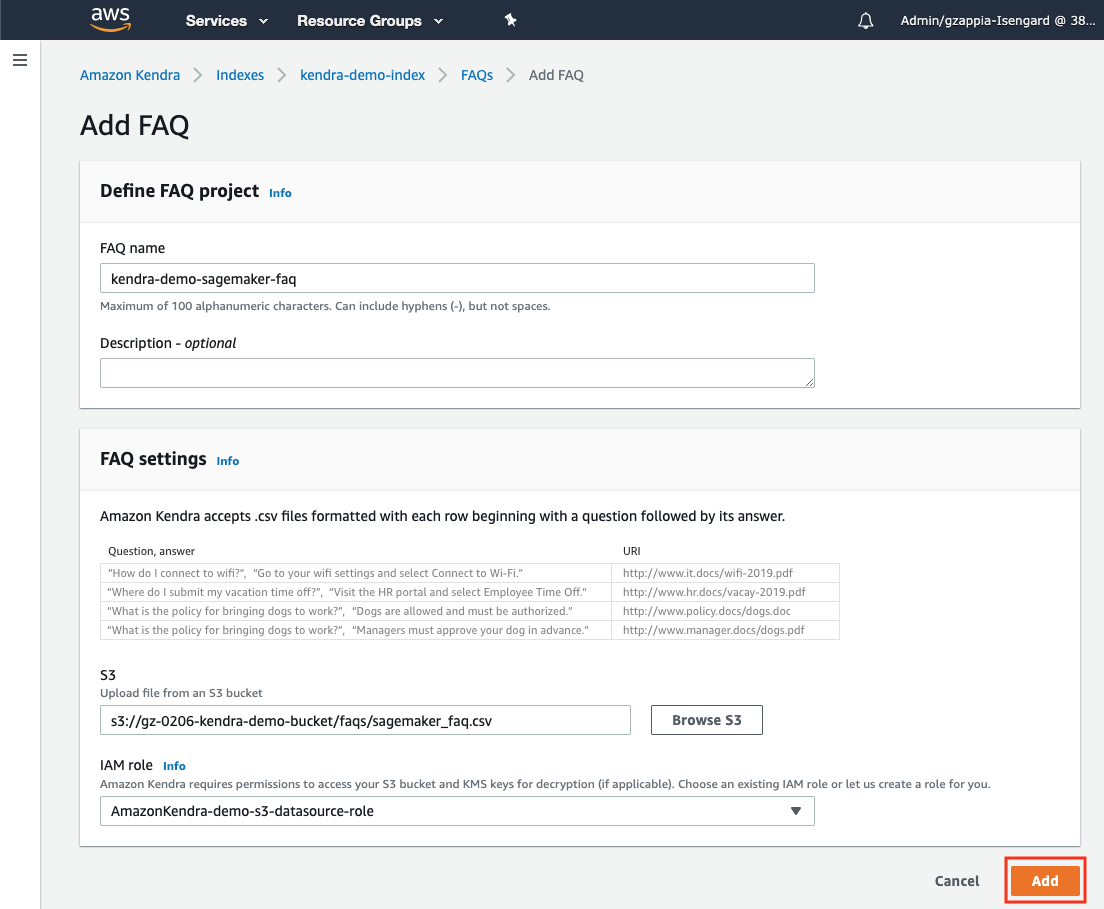 aws Services Resource Groups Admin/gzappia-Isengard @ 38...
Amazon Kendra Indexes kendra-demo-index FAQs Add FAQ
Add FAQ
Define FAQ project Info
FAQ name
kendra-demo-sagemaker-faq
Maximum of 100 alphanumeric characters. Can include hyphens (-), but not spaces.
Description - optional
FAQ settings Info
Amazon Kendra accepts .csv files formatted with each row beginning with a question followed by its answer.
Question, answer URI
“How do I connect to wifi?”, “Go to your wifi settings and select Connect to Wi-Fi.” http://www.it.docs/wifi-2019.pdf
“Where do I submit my vacation time off?”, “Visit the HR portal and select Employee Time Off.” http://www.hr.docs/vacay-2019.pdf
“What is the policy for bringing dogs to work?”, “Dogs are allowed and must be authorized.” http://www.policy.docs/dogs.doc
“What is the policy for bringing dogs to work?”, “Managers must approve your dog in advance.” http://www.manager.docs/dogs.pdf
S3
Upload file from an S3 bucket
s3://gz-0206-kendra-demo-bucket/faqs/sagemaker_faq.csv Browse S3
IAM role Info
Amazon Kendra requires permissions to access your S3 bucket and KMS keys for decryption (if applicable). Choose an existing IAM role or let us create a role for you.
AmazonKendra-demo-s3-datasource-role
Cancel Add